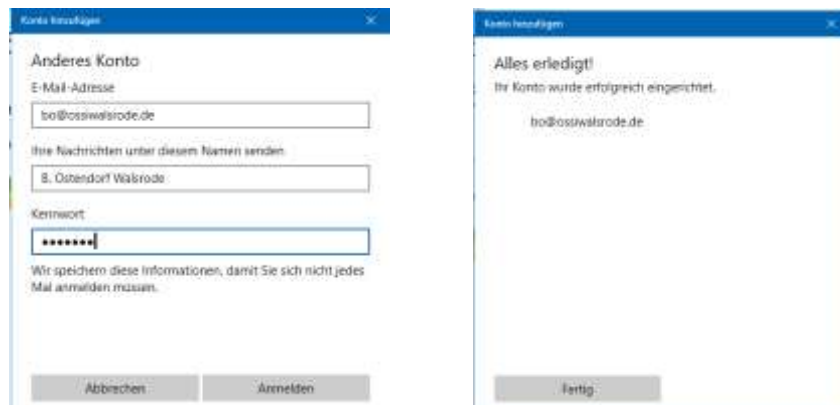 Konto hinzufügen
Anderes Konto
E-Mail-Adresse
bo@ossiwalsrode.de
Ihre Nachrichten unter diesem Namen senden
B. Ostendorf Walsrode
Kennwort
•••••••
Wir speichern diese Informationen, damit Sie sich nicht jedes
Mal anmelden müssen.
Abbrechen
Anmelden
Konto hinzufügen
Alles erledigt!
Ihr Konto wurde erfolgreich eingerichtet.
bo@ossiwalsrode.de
Fertig